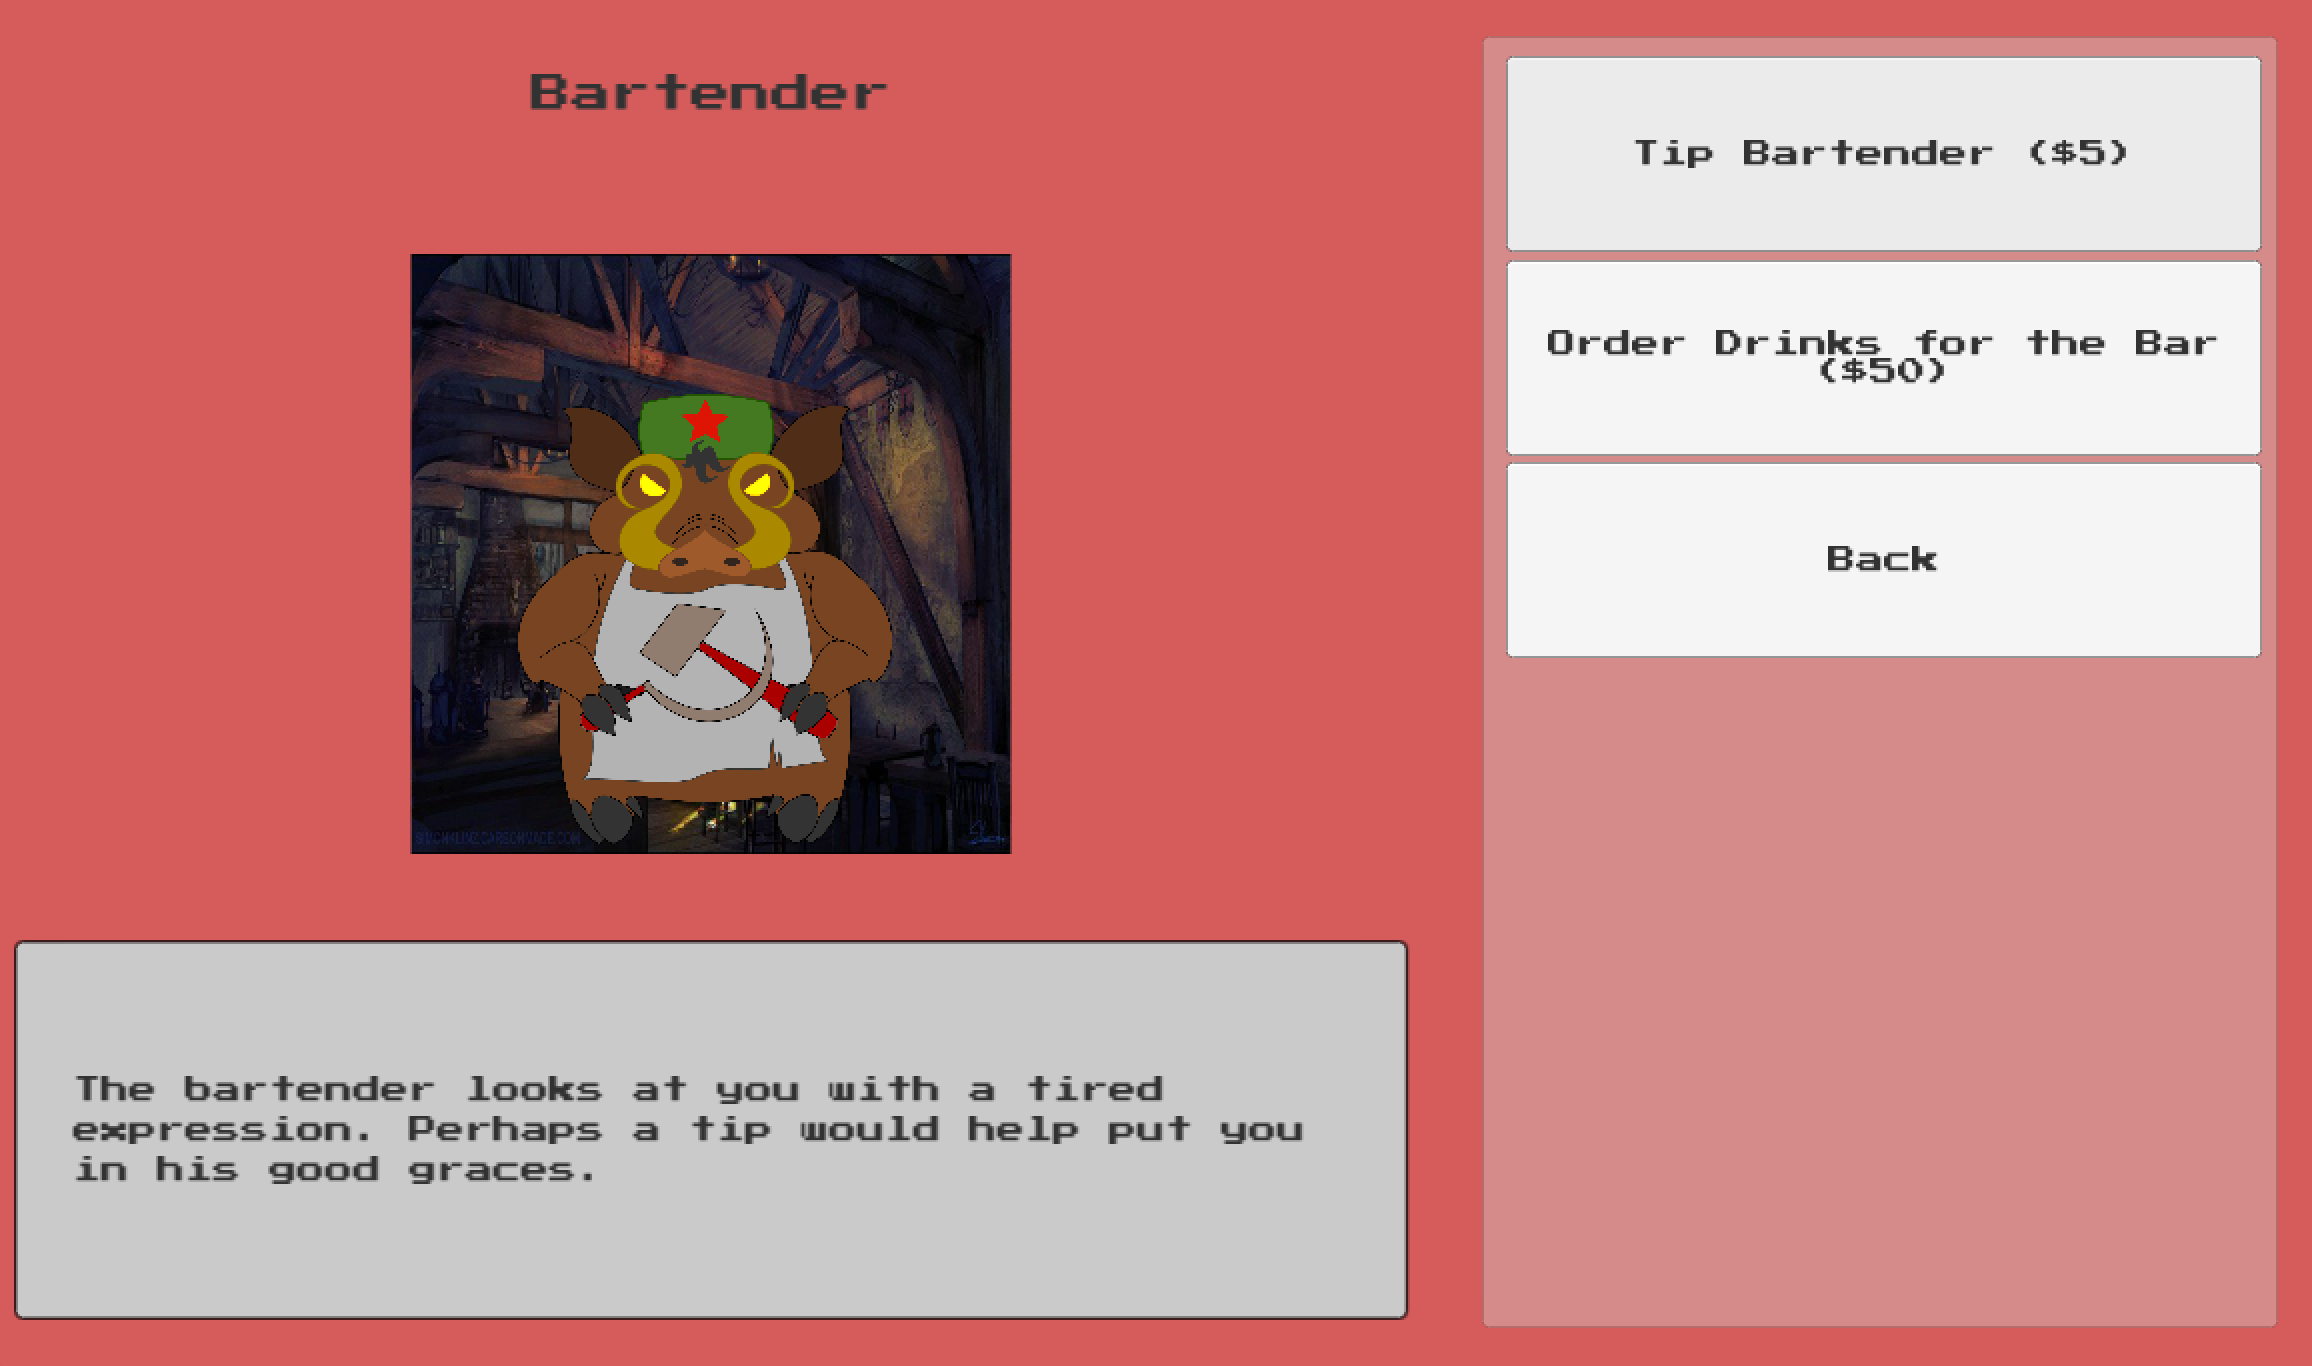 Bartender
Tip Bartender ($5)
Order Drinks for the Bar
($50)
Back
The bartender looks at you with a tired
expression. Perhaps a tip would help put you
in his good graces.